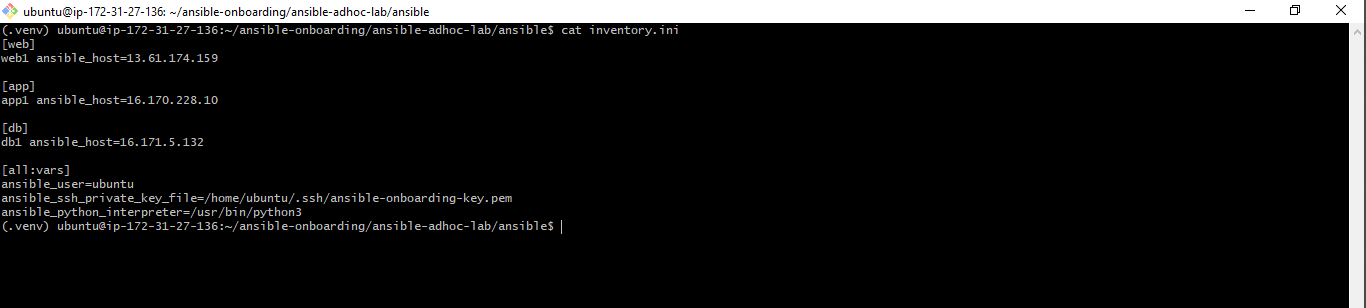 ubuntu@ip-172-31-27-136: ~/ansible-onboarding/ansible-adhoc-lab/ansible
(.venv) ubuntu@ip-172-31-27-136:~/ansible-onboarding/ansible-adhoc-lab/ansible$ cat inventory.ini
[web]
web1 ansible_host=13.61.174.159
[app]
app1 ansible_host=16.170.228.10
[db]
db1 ansible_host=16.171.5.132
[all:vars]
ansible_user=ubuntu
ansible_ssh_private_key_file=/home/ubuntu/.ssh/ansible-onboarding-key.pem
ansible_python_interpreter=/usr/bin/python3
(.venv) ubuntu@ip-172-31-27-136:~/ansible-onboarding/ansible-adhoc-lab/ansible$